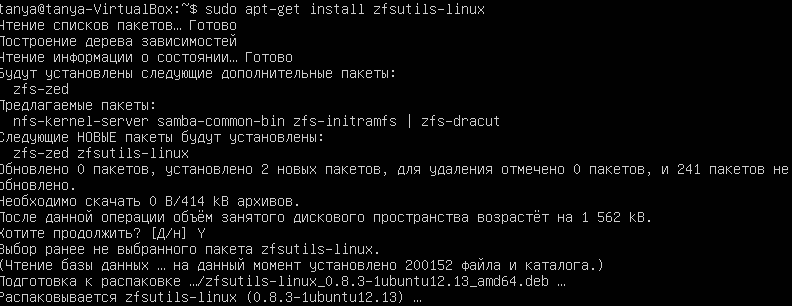 tanya@tanya-VirtualBox:~$ sudo apt-get install zfsutils-linux
Чтение списков пакетов… Готово
Построение дерева зависимостей
Чтение информации о состоянии… Готово
Будут установлены следующие дополнительные пакеты:
  zfs-zed
Предлагаемые пакеты:
  nfs-kernel-server samba-common-bin zfs-initramfs | zfs-dracut
Следующие НОВЫЕ пакеты будут установлены:
  zfs-zed zfsutils-linux
Обновлено 0 пакетов, установлено 2 новых пакетов, для удаления отмечено 0 пакетов, и 241 пакетов не
обновлено.
Необходимо скачать 0 B/414 kB архивов.
После данной операции объём занятого дискового пространства возрастёт на 1 562 kB.
Хотите продолжить? [Д/н] Y
Выбор ранее не выбранного пакета zfsutils-linux.
(Чтение базы данных … на данный момент установлено 200152 файла и каталога.)
Подготовка к распаковке …/zfsutils-linux_0.8.3-1ubuntu12.13_amd64.deb …
Распаковывается zfsutils-linux (0.8.3-1ubuntu12.13) …